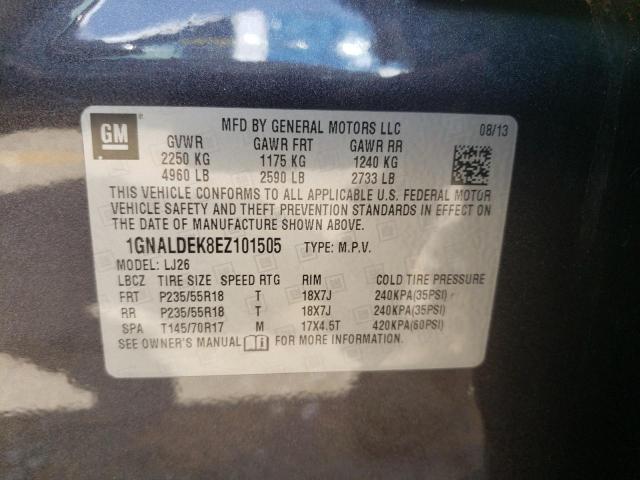 GM
MFD BY GENERAL MOTORS LLC 08/13
GVWR GAWR FRT GAWR RR
2250 KG 1175 KG 1240 KG
4960 LB 2590 LB 2733 LB
THIS VEHICLE CONFORMS TO ALL APPLICABLE U.S. FEDERAL MOTOR
VEHICLE SAFETY AND THEFT PREVENTION STANDARDS IN EFFECT ON
THE DATE OF MANUFACTURE SHOWN ABOVE.
1GNALDEK8EZ101505 TYPE: M.P.V.
MODEL: LJ26
LBCZ TIRE SIZE SPEED RTG RIM COLD TIRE PRESSURE
FRT P235/55R18 T 18X7J 240KPA(35PSI)
RR P235/55R18 T 18X7J 240KPA(35PSI)
SPA T145/70R17 M 17X4.5T 420KPA(60PSI)
SEE OWNER'S MANUAL FOR MORE INFORMATION.